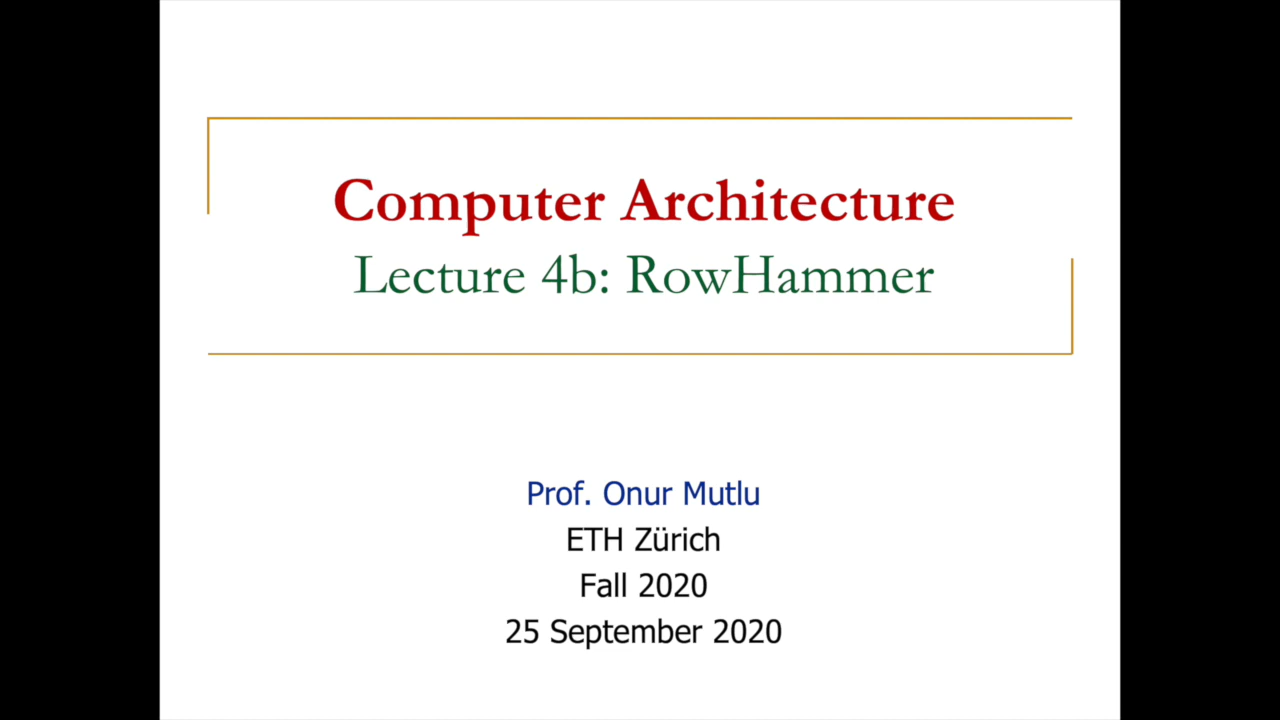 Computer Architecture
Lecture 4b: RowHammer
Prof. Onur Mutlu
ETH Zürich
Fall 2020
25 September 2020